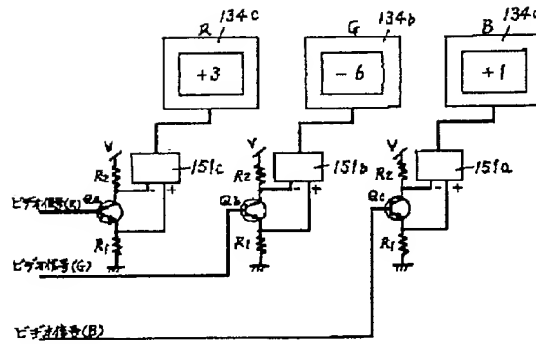 R 134c G 134b B 134a
+3 -6 +1
V V V
R2 151c R2 151b R2 151a
- + - + - +
ビデオ信号(R) Qa Qb Qc
R1 R1 R1
ビデオ信号(G)
ビデオ信号(B)